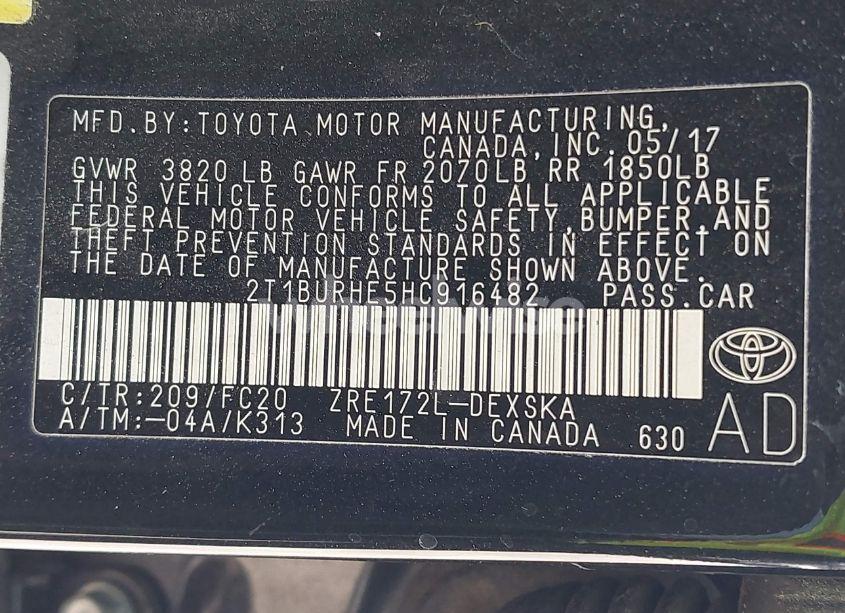 MFD.BY:TOYOTA MOTOR MANUFACTURING,
CANADA,INC. 05/17
GVWR 3820 LB GAWR FR 2070LB RR 1850LB
THIS VEHICLE CONFORMS TO ALL APPLICABLE
FEDERAL MOTOR VEHICLE SAFETY,BUMPER,AND
THEFT PREVENTION STANDARDS IN EFFECT ON
THE DATE OF MANUFACTURE SHOWN ABOVE.
2T1BURHE5HC916482 PASS.CAR
C/TR:209/FC20 ZRE172L-DEXSKA
A/TM:-04A/K313 MADE IN CANADA 630 AD